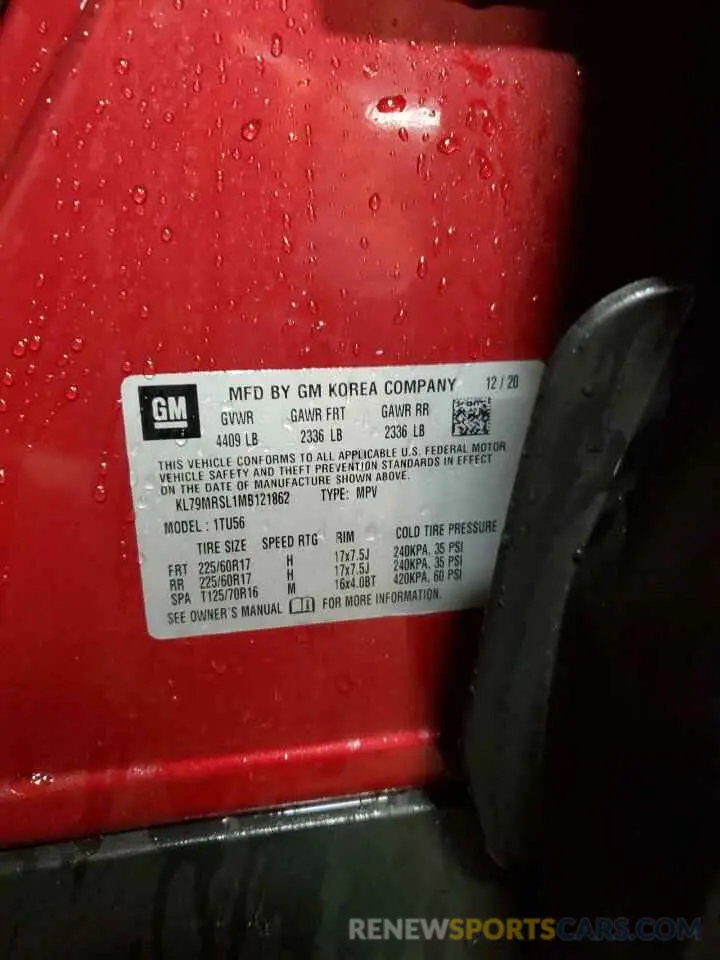 GM
MFD BY GM KOREA COMPANY 12/20
GVWR GAWR FRT GAWR RR
4409 LB 2336 LB 2336 LB
THIS VEHICLE CONFORMS TO ALL APPLICABLE U.S. FEDERAL MOTOR
VEHICLE SAFETY AND THEFT PREVENTION STANDARDS IN EFFECT
ON THE DATE OF MANUFACTURE SHOWN ABOVE.
KL79MRSL1MB121862 TYPE: MPV
MODEL: 1TU56
TIRE SIZE SPEED RTG RIM COLD TIRE PRESSURE
FRT 225/60R17 H 17x7.5J 240KPA, 35 PSI
RR 225/60R17 H 17x7.5J 240KPA, 35 PSI
SPA T125/70R16 M 16x4.0BT 420KPA, 60 PSI
SEE OWNER'S MANUAL FOR MORE INFORMATION.
RENEWSPORTSCARS.COM